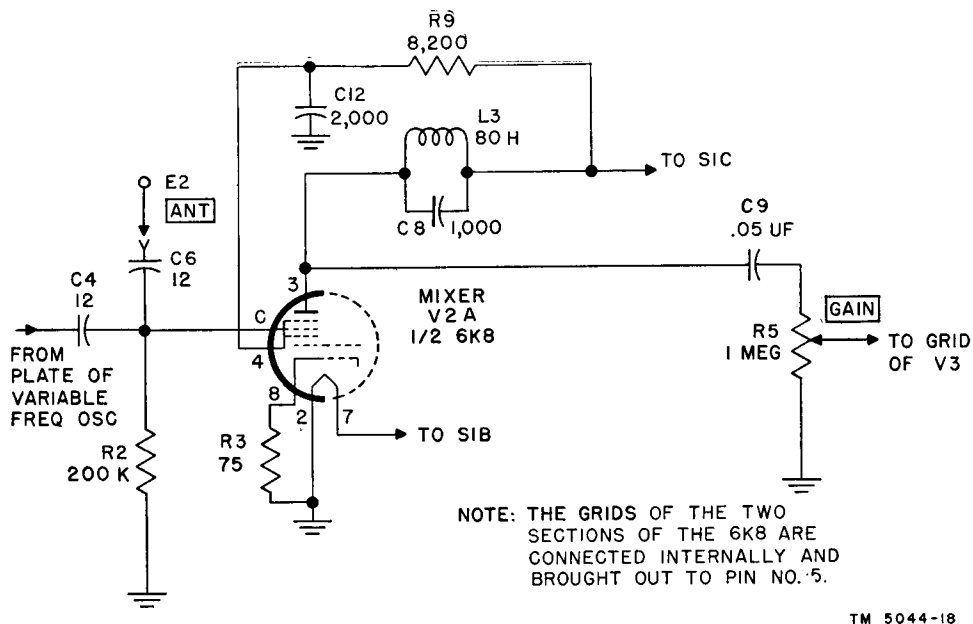 R9
8,200
C12
2,000
L3
80 H
TO SIC
C8 1,000
E2
ANT
C6
12
C4
12
C9
.05 UF
3
MIXER
V2A
1/2 6K8
C
4
GAIN
R5
1 MEG
TO GRID
OF V3
FROM
PLATE OF
VARIABLE
FREQ OSC
8
2
7
TO SIB
R3
75
R2
200 K
NOTE: THE GRIDS OF THE TWO
SECTIONS OF THE 6K8 ARE
CONNECTED INTERNALLY AND
BROUGHT OUT TO PIN NO. 5.
TM 5044-18